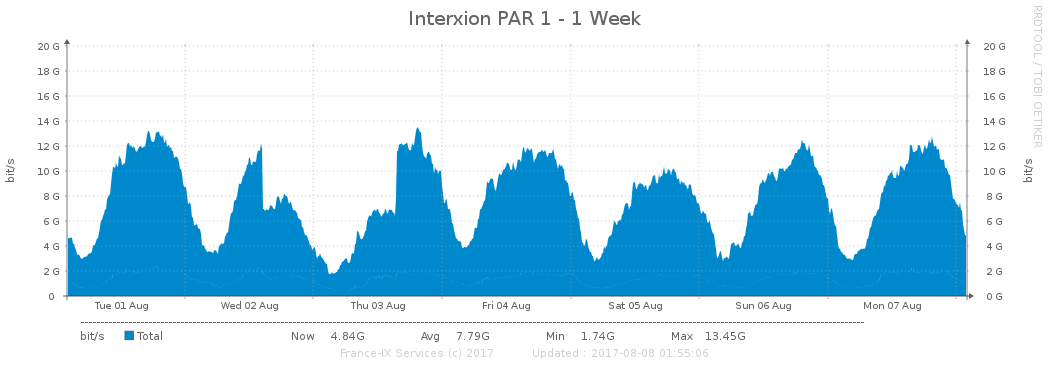 Interxion PAR 1 - 1 Week
RRDTOOL / TOBI OETIKER
20 G 20 G
18 G 18 G
16 G 16 G
14 G 14 G
12 G 12 G
10 G 10 G
8 G 8 G
6 G 6 G
4 G 4 G
2 G 2 G
0 0 G
bit/s
bit/s
Tue 01 Aug Wed 02 Aug Thu 03 Aug Fri 04 Aug Sat 05 Aug Sun 06 Aug Mon 07 Aug
bit/s Total Now 4.84G Avg 7.79G Min 1.74G Max 13.45G
France-IX Services (c) 2017 Updated : 2017-08-08 01:55:06